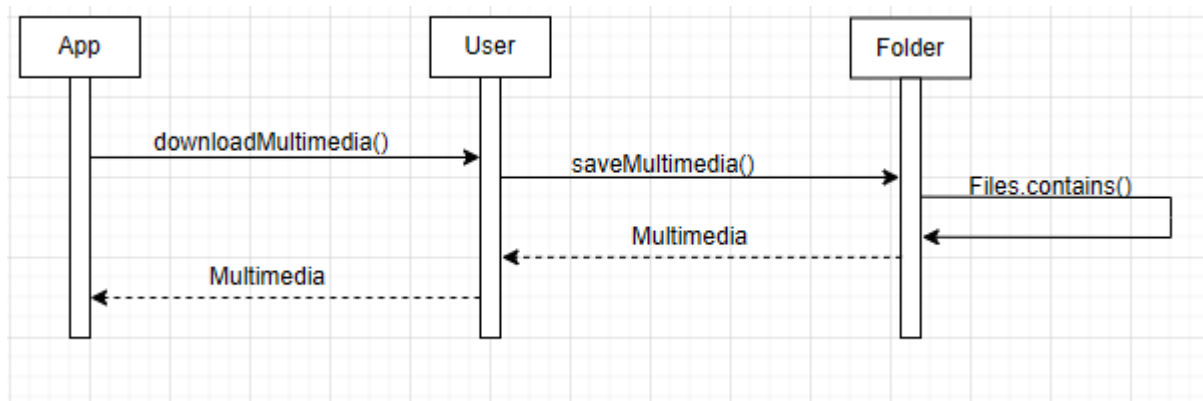 App
User
Folder
downloadMultimedia()
saveMultimedia()
Files.contains()
Multimedia
Multimedia